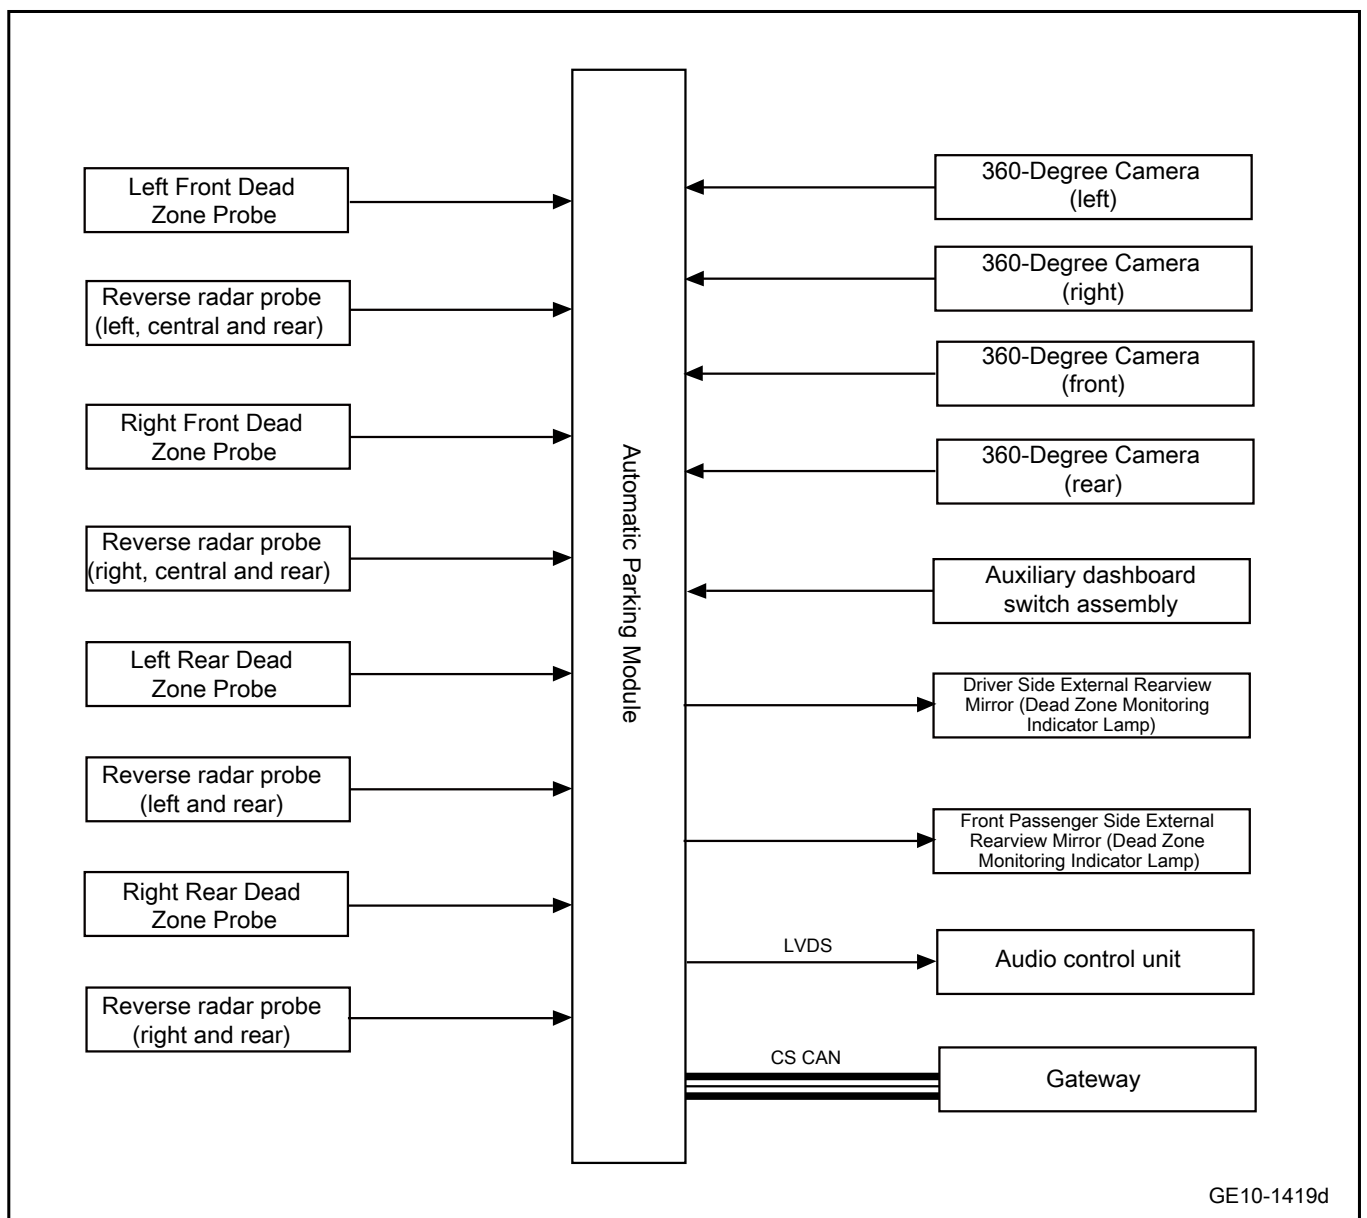 Left Front Dead
Zone Probe
Reverse radar probe
(left, central and rear)
Right Front Dead
Zone Probe
Reverse radar probe
(right, central and rear)
Left Rear Dead
Zone Probe
Reverse radar probe
(left and rear)
Right Rear Dead
Zone Probe
Reverse radar probe
(right and rear)
Automatic Parking Module
360-Degree Camera
(left)
360-Degree Camera
(right)
360-Degree Camera
(front)
360-Degree Camera
(rear)
Auxiliary dashboard
switch assembly
Driver Side External Rearview
Mirror (Dead Zone Monitoring
Indicator Lamp)
Front Passenger Side External
Rearview Mirror (Dead Zone
Monitoring Indicator Lamp)
LVDS
Audio control unit
CS CAN
Gateway
GE10-1419d